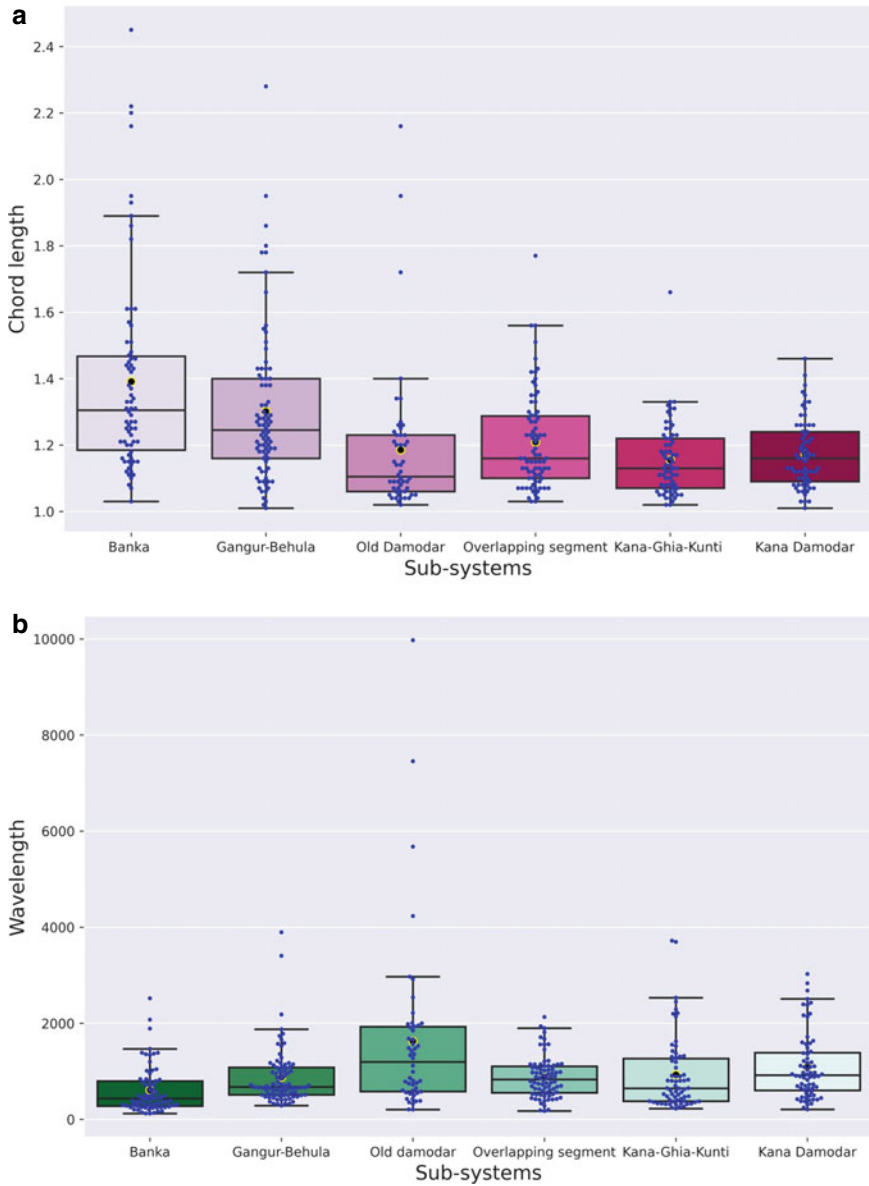 a
2.4
2.2
2.0
1.8
1.6
1.4
1.2
1.0
Chord length
Banka Gangur-Behula Old Damodar Overlapping segment Kana-Ghia-Kunti Kana Damodar
Sub-systems
b
10000
8000
6000
4000
2000
0
Wavelength
Banka Gangur-Behula Old damodar Overlapping segment Kana-Ghia-Kunti Kana Damodar
Sub-systems